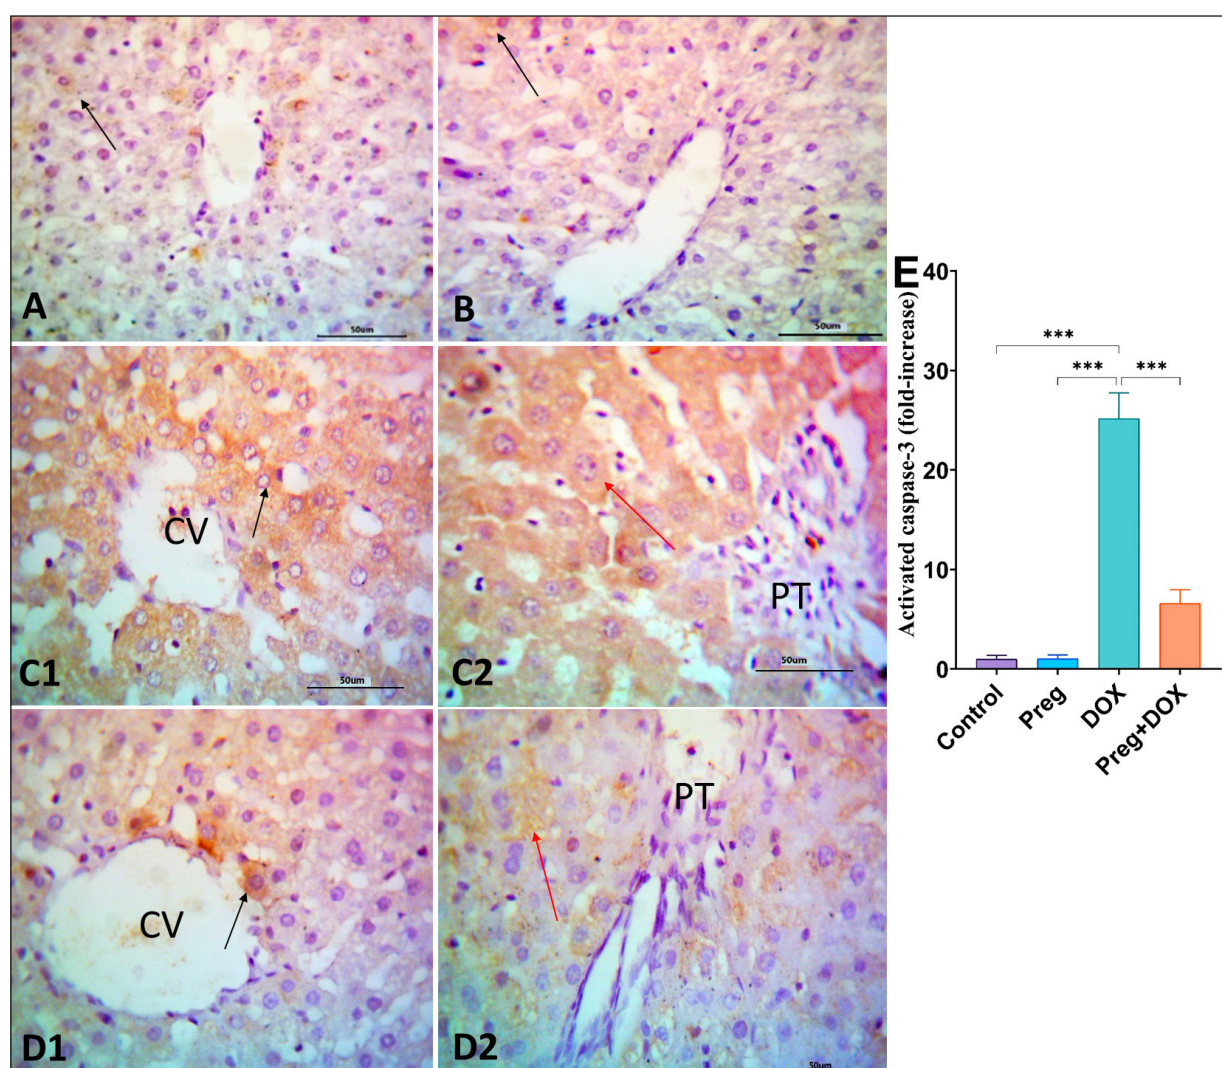 A
50um
B
50um
CV
C1
50um
PT
C2
50um
CV
D1
PT
D2
50um
E
Activated caspase-3 (fold-increase)
40
30
20
10
0
***
*** ***
Control
Preg
DOX
Preg+DOX